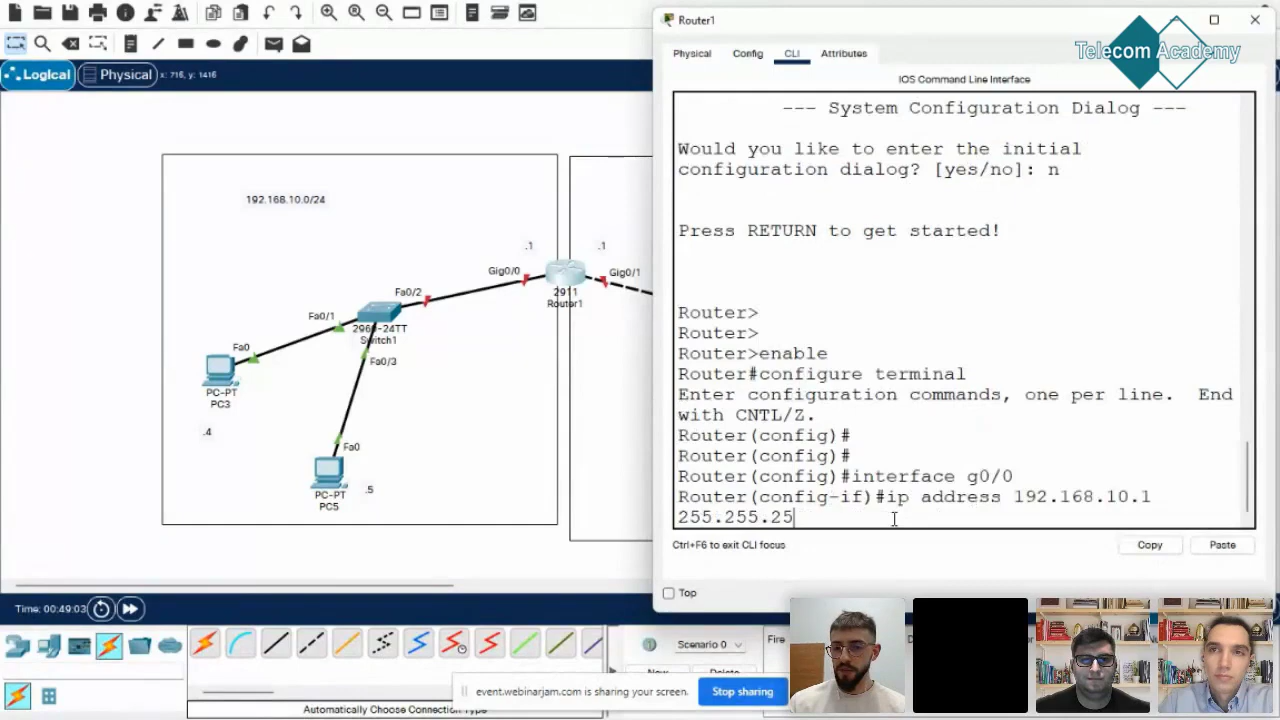 Router1
Telecom Academy
Physical
Config
CLI
Attributes
Logical
Physical
x: 716, y: 1416
IOS Command Line Interface
--- System Configuration Dialog ---
Would you like to enter the initial
configuration dialog? [yes/no]: n
Press RETURN to get started!
Router>
Router>
Router>enable
Router#configure terminal
Enter configuration commands, one per line. End
with CNTL/Z.
Router(config)#
Router(config)#
Router(config)#interface g0/0
Router(config-if)#ip address 192.168.10.1
255.255.25
Ctrl+F6 to exit CLI focus
Copy
Paste
Top
192.168.10.0/24
.1
.1
Gig0/0
Gig0/1
2911
Router1
Fa0/2
Fa0/1
2960-24TT
Switch1
Fa0
Fa0/3
PC-PT
PC3
.4
Fa0
PC-PT
PC5
.5
Time: 00:49:03
Scenario 0
Fire
New
Delete
event.webinarjam.com is sharing your screen.
Stop sharing
Automatically Choose Connection Type